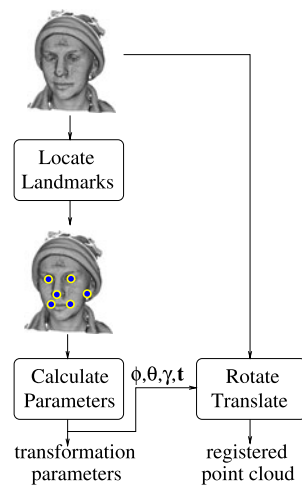 Locate
Landmarks
Calculate
Parameters
ϕ,θ,γ,t
Rotate
Translate
transformation
parameters
registered
point cloud